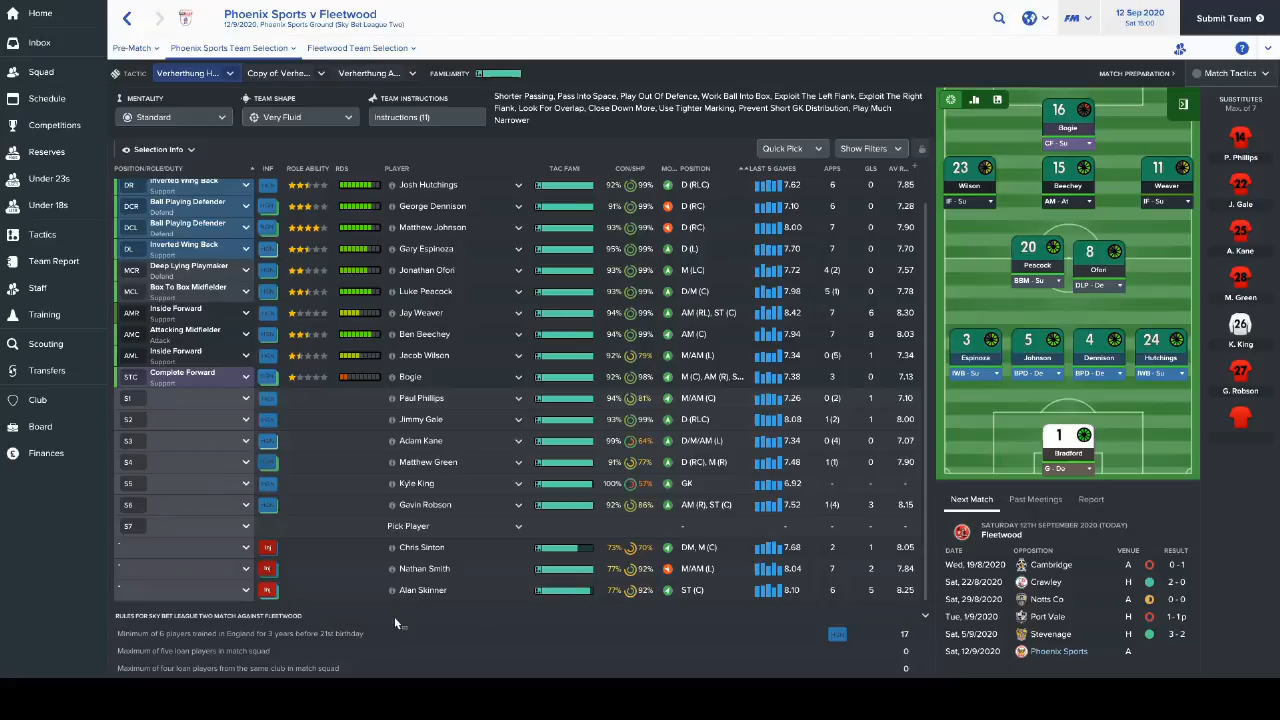 Home
Inbox
Squad
Schedule
Competitions
Reserves
Under 23s
Under 18s
Tactics
Team Report
Staff
Training
Scouting
Transfers
Club
Board
Finances
Phoenix Sports v Fleetwood
12/9/2020, Phoenix Sports Ground (Sky Bet League Two)
FM
12 Sep 2020
Sat 15:00
Submit Team
Pre-Match
Phoenix Sports Team Selection
Fleetwood Team Selection
?
TACTIC
Verherthung H...
Copy of: Verhe...
Verherthung A...
FAMILIARITY
MATCH PREPARATION >
Match Tactics
MENTALITY
TEAM SHAPE
TEAM INSTRUCTIONS
Standard
Very Fluid
Instructions (11)
Shorter Passing, Pass Into Space, Play Out Of Defence, Work Ball Into Box, Exploit The Left Flank, Exploit The Right
Flank, Look For Overlap, Close Down More, Use Tighter Marking, Prevent Short GK Distribution, Play Much
Narrower
Selection Info
Quick Pick
Show Filters
POSITION/ROLE/DUTY INF ROLE ABILITY RDS PLAYER TAC FAMI CON/SHP MO... POSITION LAST 5 GAMES APPS GLS AV R...
DR Inverted Wing Back Support HGN Josh Hutchings 92% 99% D (RLC) 7.62 6 0 7.85
DCR Ball Playing Defender Defend HGN George Dennison 91% 99% D (RC) 7.10 6 0 7.28
DCL Ball Playing Defender Defend HGN Matthew Johnson 93% 99% D (RC) 8.00 7 0 7.90
DL Inverted Wing Back Support HGN Gary Espinoza 95% 99% D (L) 7.70 7 0 7.70
MCR Deep Lying Playmaker Defend HGN Jonathan Ofori 93% 99% M (LC) 7.72 4 (2) 0 7.57
MCL Box To Box Midfielder Support HGN Luke Peacock 93% 99% D/M (C) 7.98 5 (1) 0 7.78
AMR Inside Forward Support HGN Jay Weaver 94% 99% AM (RL), ST (C) 8.42 7 6 8.30
AMC Attacking Midfielder Attack HGN Ben Beechey 94% 99% AM (C) 7.94 7 8 8.03
AML Inside Forward Support HGN Jacob Wilson 92% 79% M/AM (L) 7.34 0 (5) 1 7.34
STC Complete Forward Support HGN Bogie 92% 98% M (C), AM (R), S... 7.38 3 0 7.13
S1 HGN Paul Phillips 94% 81% M/AM (C) 7.26 0 (2) 1 7.10
S2 HGN Jimmy Gale 93% 99% D (RLC) 8.08 1 (2) 1 8.00
S3 HGN Adam Kane 99% 64% D/M/AM (L) 7.34 0 (4) 0 7.07
S4 HGN Matthew Green 91% 77% D (RC), M (R) 7.48 1 (1) 0 7.90
S5 HGN Kyle King 100% 57% GK 6.92 - - -
S6 HGN Gavin Robson 92% 86% AM (R), ST (C) 7.52 1 (4) 3 8.15
S7 Pick Player - - - - -
- Inj Chris Sinton 73% 70% DM, M (C) 7.68 2 1 8.05
- Inj Nathan Smith 77% 92% M/AM (L) 8.04 7 2 7.84
- Inj Alan Skinner 77% 92% ST (C) 8.10 6 5 8.25
RULES FOR SKY BET LEAGUE TWO MATCH AGAINST FLEETWOOD
Minimum of 6 players trained in England for 3 years before 21st birthday HGN 17
Maximum of five loan players in match squad 0
Maximum of four loan players from the same club in match squad 0
16
Bogie
CF - Su
23 15 11
Wilson Beechey Weaver
IF - Su AM - At IF - Su
20 8
Peacock Ofori
BBM - Su DLP - De
3 5 4 24
Espinoza Johnson Dennison Hutchings
IWB - Su BPD - De BPD - De IWB - Su
1
Bradford
G - De
SUBSTITUTES
Max. of 7
14
P. Phillips
22
J. Gale
25
A. Kane
28
M. Green
26
K. King
27
G. Robson
Next Match
Past Meetings
Report
SATURDAY 12TH SEPTEMBER 2020 (TODAY)
Fleetwood
DATE OPPOSITION VENUE RESULT
Wed, 19/8/2020 Cambridge A 0 - 1
Sat, 22/8/2020 Crawley H 2 - 0
Sat, 29/8/2020 Notts Co A 0 - 0
Tue, 1/9/2020 Port Vale H 1 - 1 p
Sat, 5/9/2020 Stevenage H 3 - 2
Sat, 12/9/2020 Phoenix Sports A